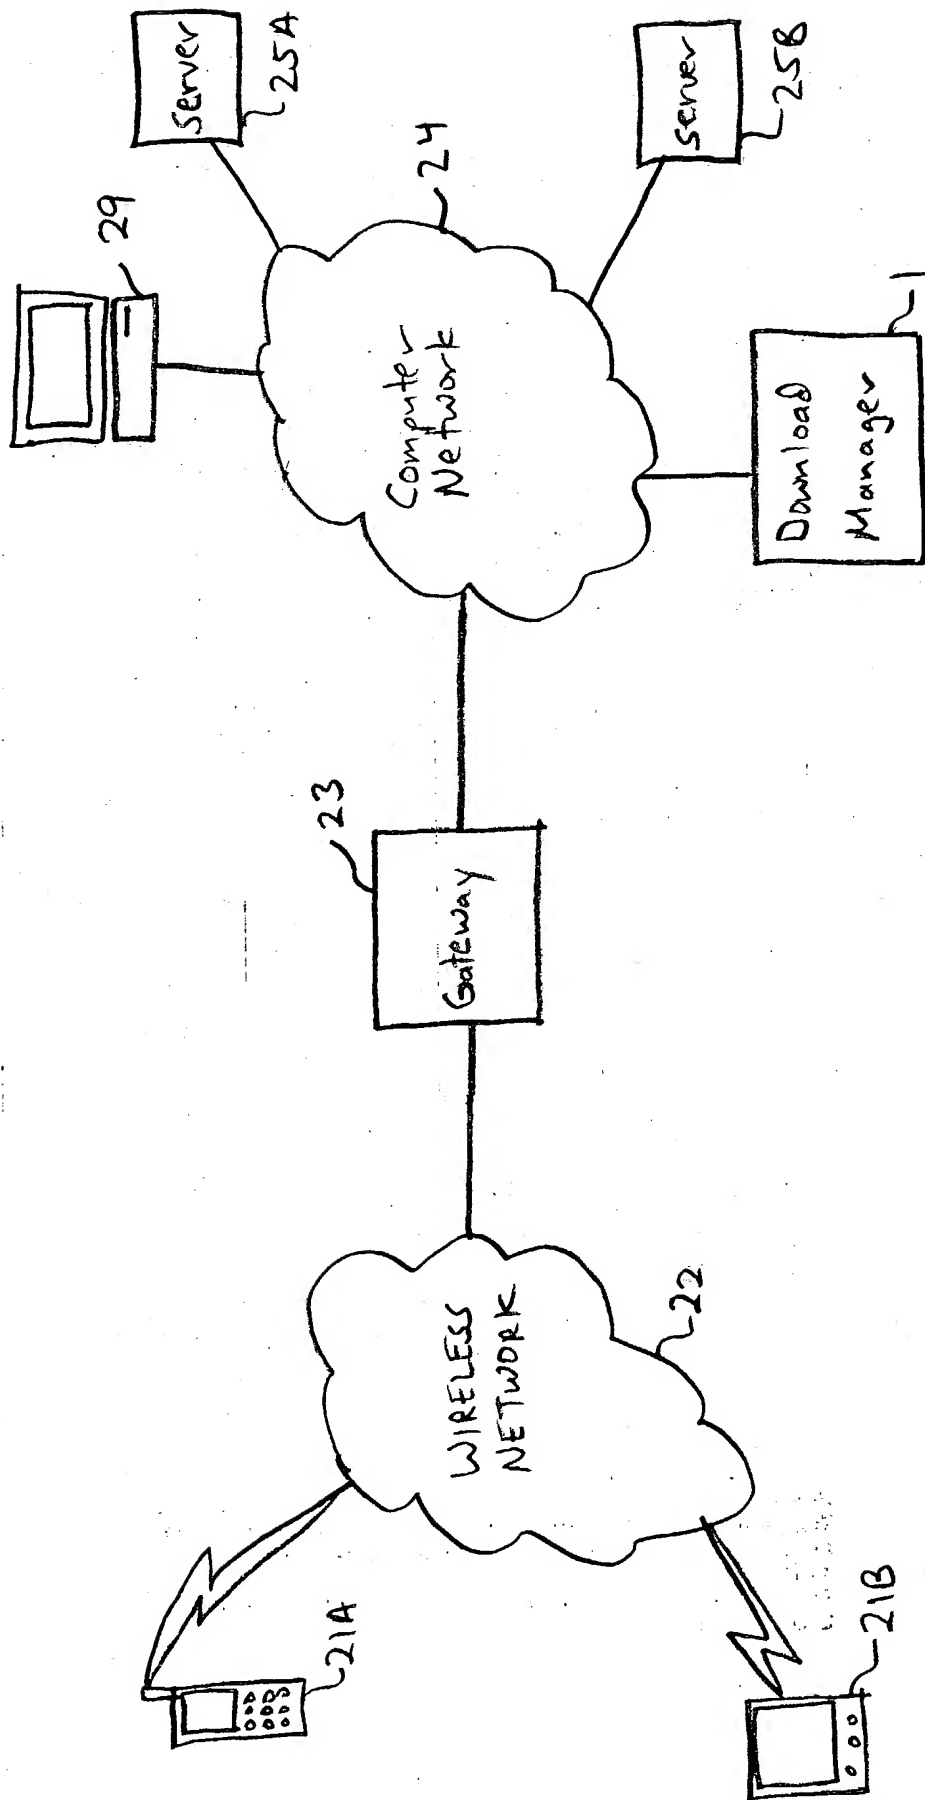 21A
21B
WIRELESS
NETWORK
22
Gateway
23
Computer
Network
24
29
server
25A
server
25B
Download
Manager
1